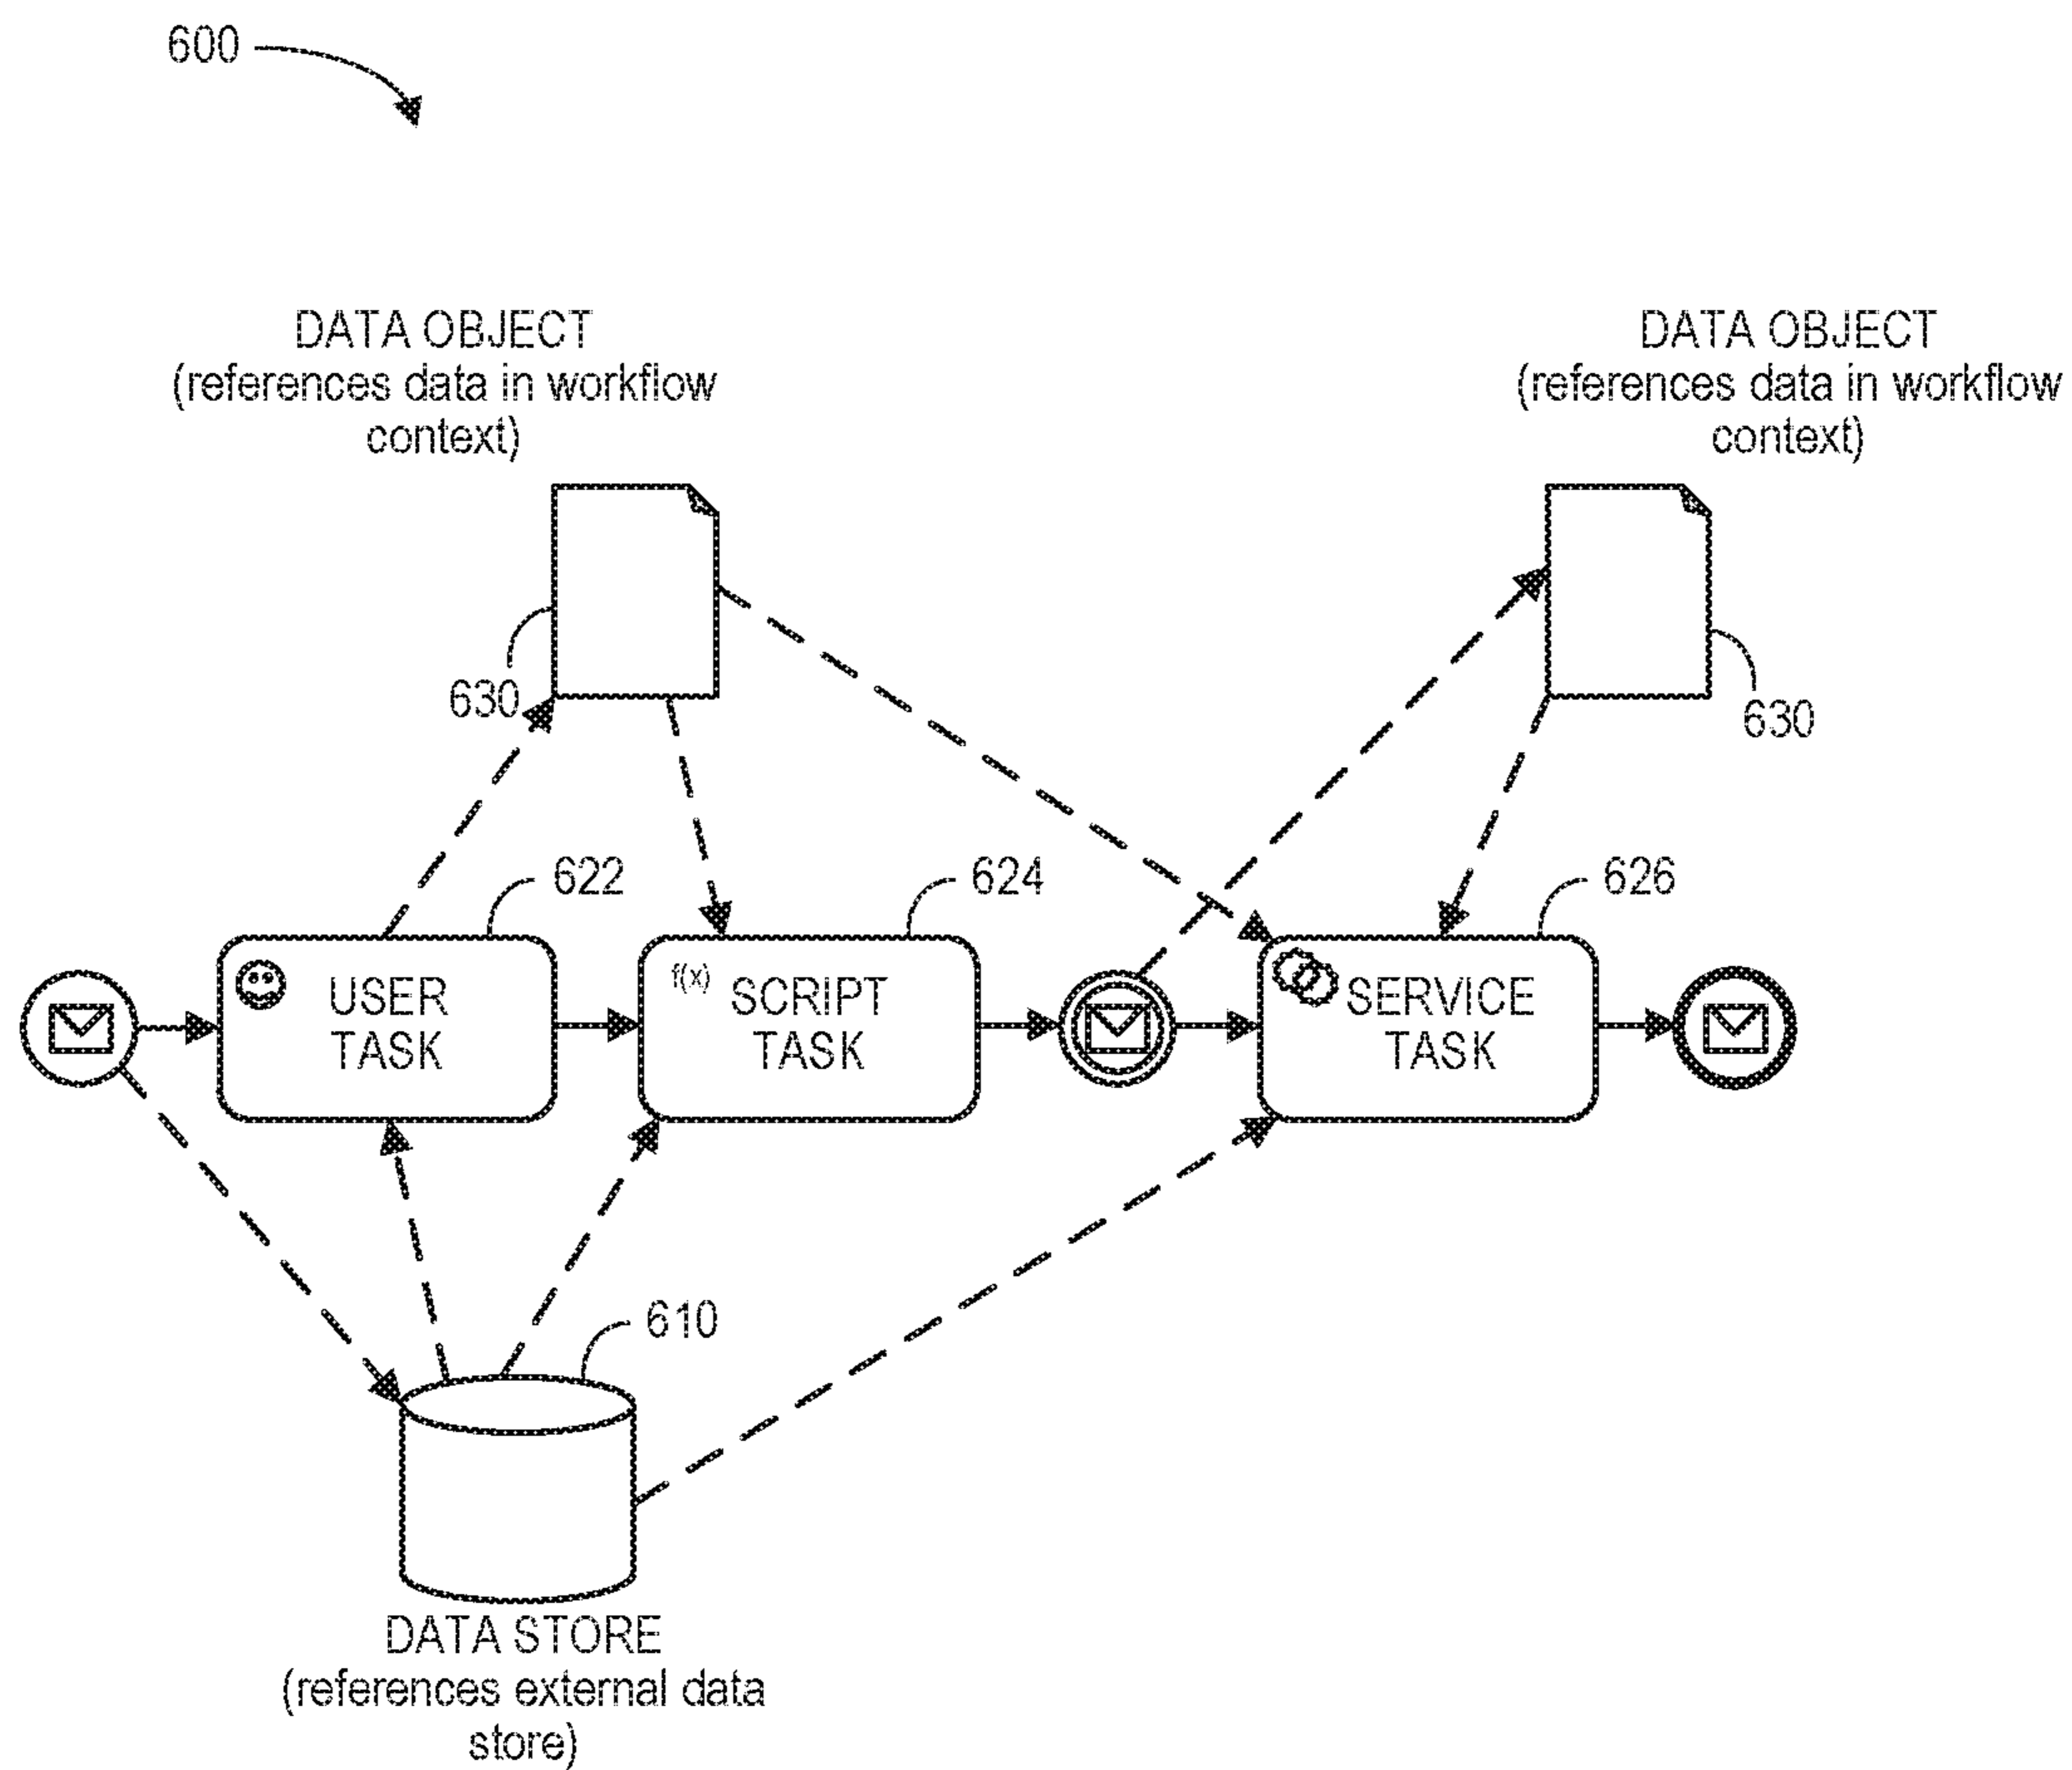 600
DATA OBJECT
(references data in workflow
context)
DATA OBJECT
(references data in workflow
context)
630
630
622
624
626
USER
TASK
f(x)
SCRIPT
TASK
SERVICE
TASK
610
DATA STORE
(references external data
store)